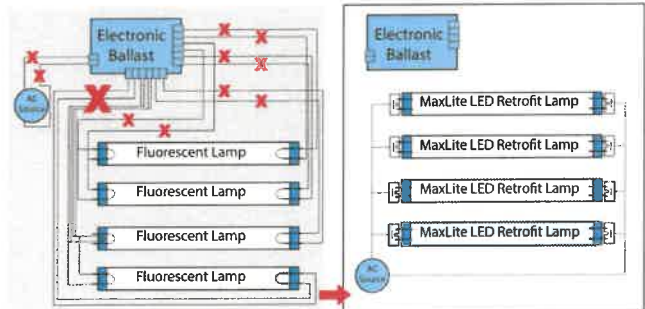 Electronic
Ballast
AC
Source
Fluorescent Lamp
Fluorescent Lamp
Fluorescent Lamp
Fluorescent Lamp
Electronic
Ballast
MaxLite LED Retrofit Lamp
MaxLite LED Retrofit Lamp
MaxLite LED Retrofit Lamp
MaxLite LED Retrofit Lamp
AC
Source